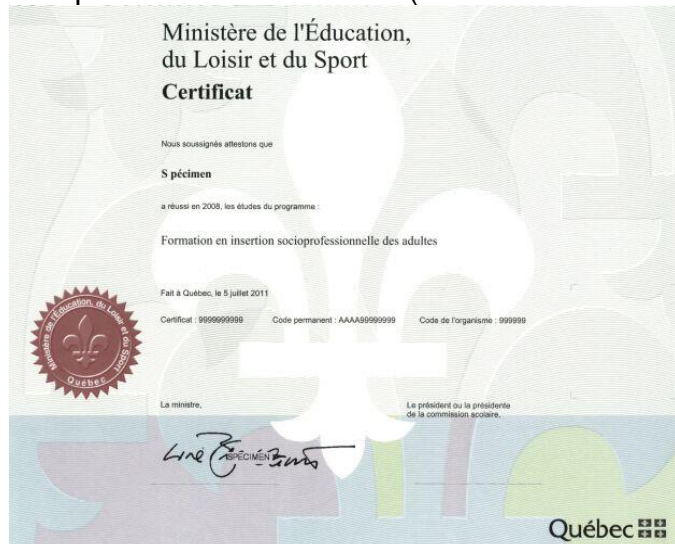 Ministère de l'Éducation,
du Loisir et du Sport
Certificat
Nous soussignés attestons que
S pécimen
a réussi en 2008, les études du programme :
Formation en insertion socioprofessionnelle des adultes
Fait à Québec, le 5 juillet 2011
Certificat : 9999999999 Code permanent : AAAA99999999 Code de l'organisme : 999999
Ministère de l'Éducation, du Loisir et du Sport
Québec
La ministre,
Le président ou la présidente
de la commission scolaire,
SPÉCIMEN
Québec